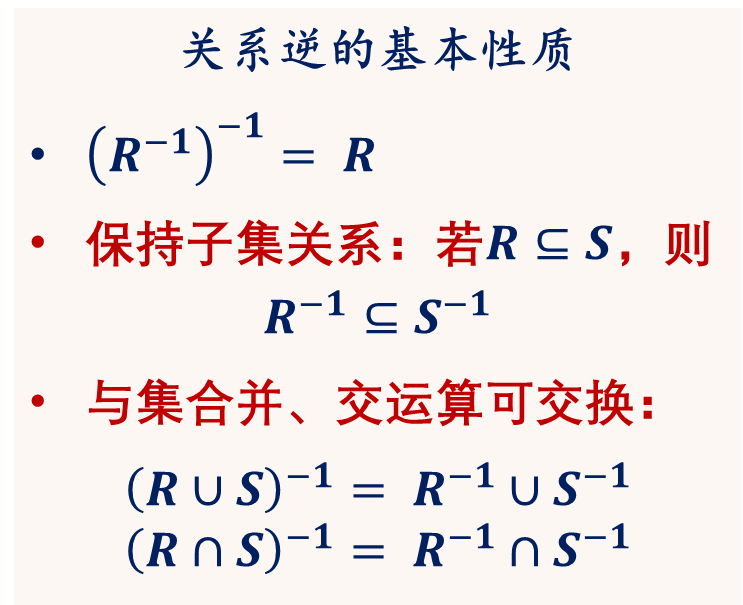 关系逆的基本性质
• (R⁻¹)⁻¹ = R
• 保持子集关系：若R ⊆ S，则
R⁻¹ ⊆ S⁻¹
• 与集合并、交运算可交换：
(R ∪ S)⁻¹ = R⁻¹ ∪ S⁻¹
(R ∩ S)⁻¹ = R⁻¹ ∩ S⁻¹